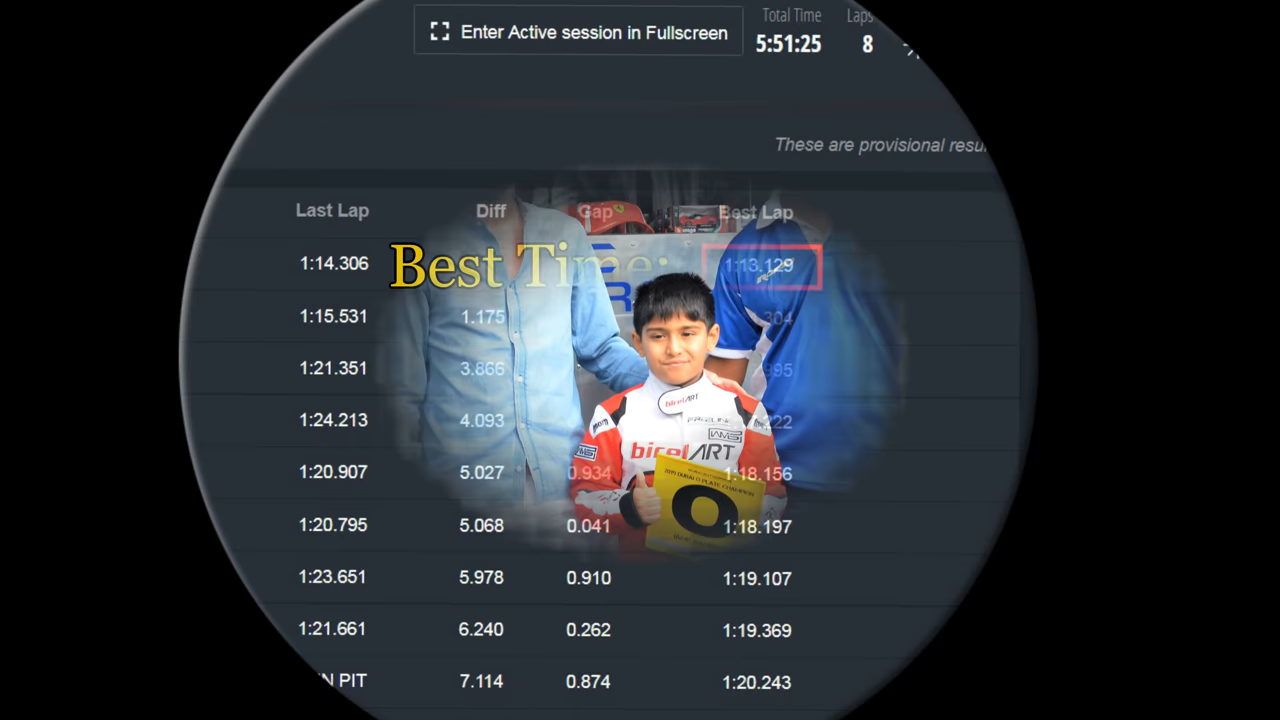 Enter Active session in Fullscreen
Total Time
Laps
5:51:25
8
These are provisional
Last Lap Diff Gap Best Lap
Best Time:
1:14.306 1:13.129
1:15.531 1.175
1:21.351 3.866
1:24.213 4.093
1:20.907 5.027 0.934 1:18.156
1:20.795 5.068 0.041 1:18.197
1:23.651 5.978 0.910 1:19.107
1:21.661 6.240 0.262 1:19.369
PIT 7.114 0.874 1:20.243
birelART
FREELINE
IAMS
birelART
O